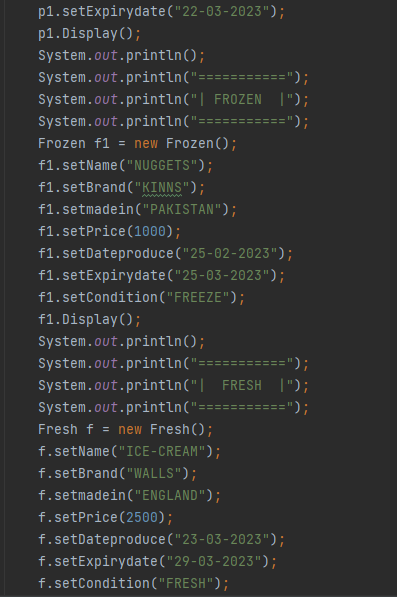 p1.setExpirydate("22-03-2023");
p1.Display();
System.out.println();
System.out.println("===========");
System.out.println("| FROZEN  |");
System.out.println("===========");
Frozen f1 = new Frozen();
f1.setName("NUGGETS");
f1.setBrand("KINNS");
f1.setmadein("PAKISTAN");
f1.setPrice(1000);
f1.setDateproduce("25-02-2023");
f1.setExpirydate("25-03-2023");
f1.setCondition("FREEZE");
f1.Display();
System.out.println();
System.out.println("===========");
System.out.println("|  FRESH  |");
System.out.println("===========");
Fresh f = new Fresh();
f.setName("ICE-CREAM");
f.setBrand("WALLS");
f.setmadein("ENGLAND");
f.setPrice(2500);
f.setDateproduce("23-03-2023");
f.setExpirydate("29-03-2023");
f.setCondition("FRESH");